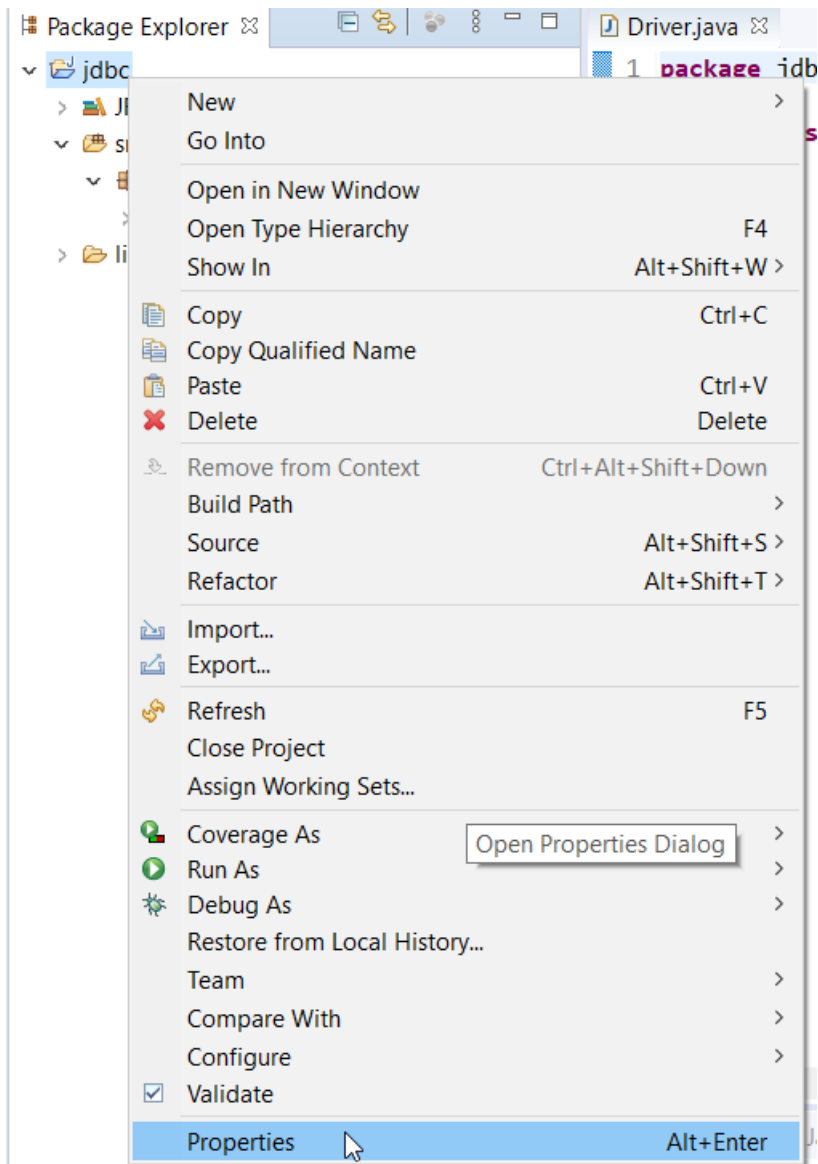 Package Explorer
Driver.java
jdbc
1 package jdb
New
Go Into
Open in New Window
Open Type Hierarchy F4
Show In Alt+Shift+W
Copy Ctrl+C
Copy Qualified Name
Paste Ctrl+V
Delete Delete
Remove from Context Ctrl+Alt+Shift+Down
Build Path
Source Alt+Shift+S
Refactor Alt+Shift+T
Import...
Export...
Refresh F5
Close Project
Assign Working Sets...
Coverage As
Open Properties Dialog
Run As
Debug As
Restore from Local History...
Team
Compare With
Configure
Validate
Properties Alt+Enter